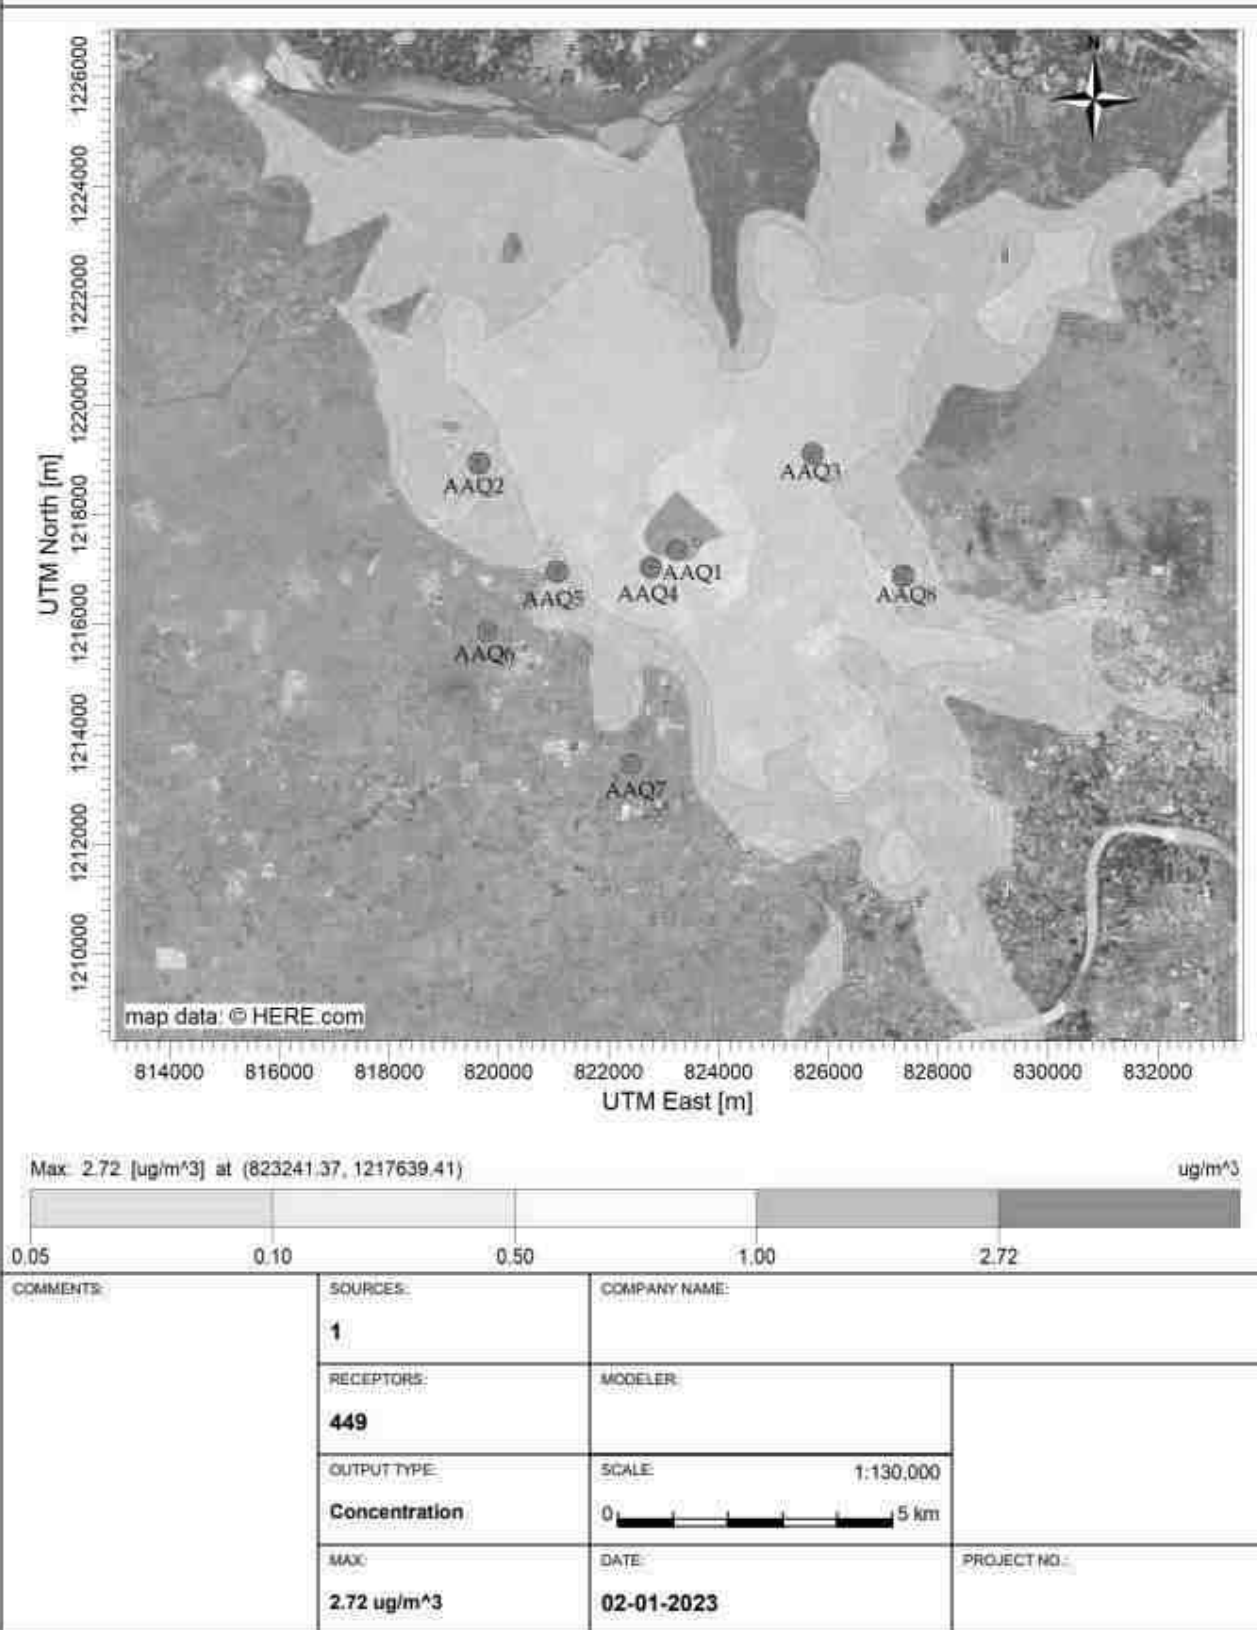 N
1226000
1224000
1222000
1220000
1218000
1216000
1214000
1212000
1210000
UTM North [m]
AAQ3
AAQ2
AAQ1
AAQ5
AAQ4
AAQ8
AAQ6
AAQ7
map data: © HERE.com
814000 816000 818000 820000 822000 824000 826000 828000 830000 832000
UTM East [m]
Max: 2.72 [ug/m^3] at (823241.37, 1217639.41) ug/m^3
0.05 0.10 0.50 1.00 2.72
COMMENTS: SOURCES: COMPANY NAME:
1
RECEPTORS: MODELER:
449
OUTPUT TYPE: SCALE: 1:130,000
Concentration 0 5 km
MAX: DATE: PROJECT NO.:
2.72 ug/m^3 02-01-2023